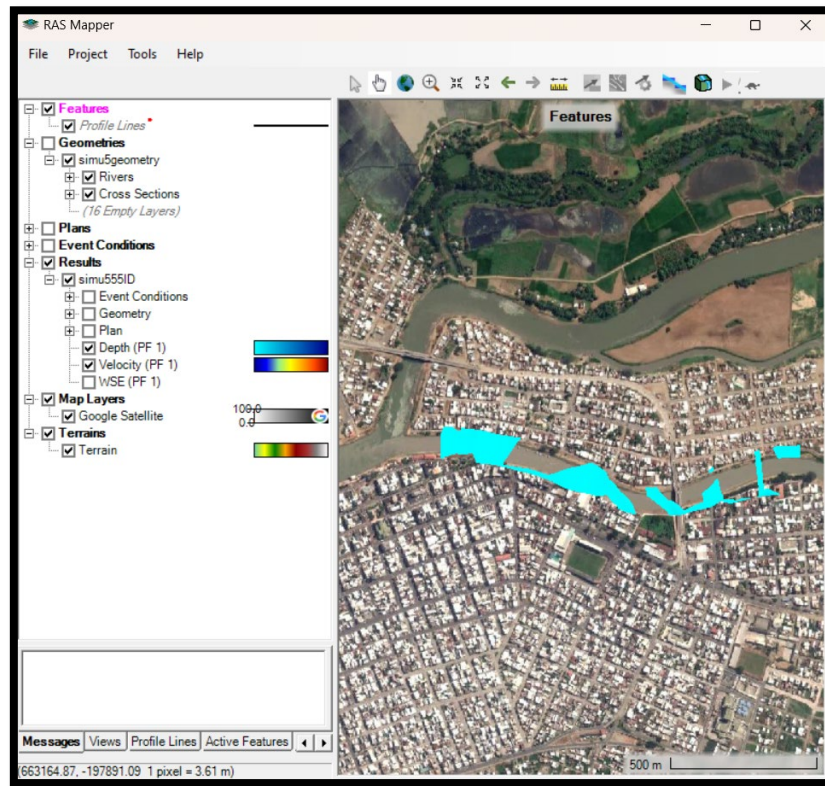 RAS Mapper
File Project Tools Help
Features
Profile Lines
Geometries
simu5geometry
Rivers
Cross Sections
(16 Empty Layers)
Plans
Event Conditions
Results
simu555ID
Event Conditions
Geometry
Plan
Depth (PF 1)
Velocity (PF 1)
WSE (PF 1)
Map Layers
Google Satellite
100.0
0.0
Terrains
Terrain
Features
500 m
Messages Views Profile Lines Active Features
(663164.87, -197891.09 1 pixel = 3.61 m)